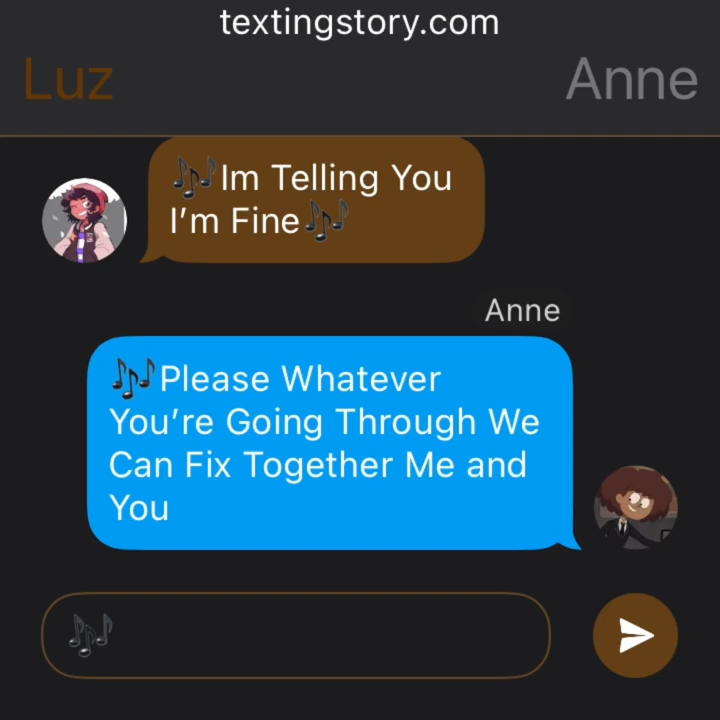 textingstory.com
Luz
Anne
🎶Im Telling You
I’m Fine🎶
Anne
🎶Please Whatever
You’re Going Through We
Can Fix Together Me and
You
🎶